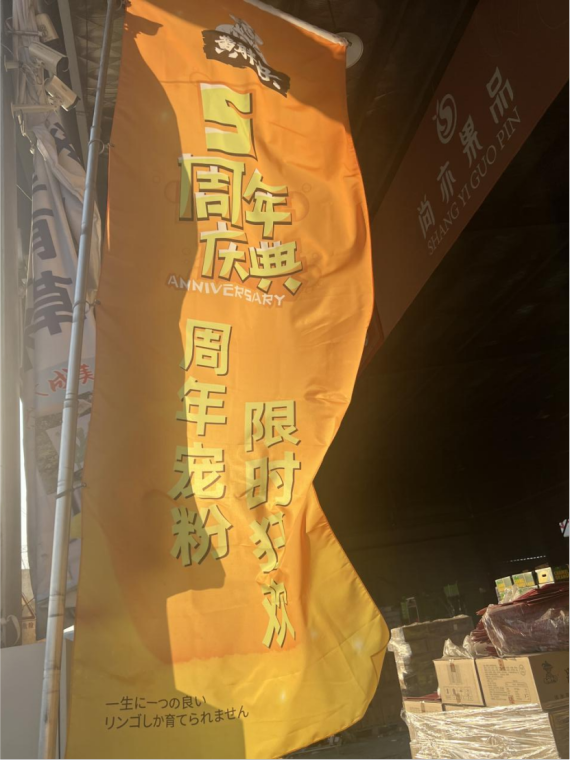 5
周年
庆典
ANNIVERSARY
周年宠粉
限时狂欢
一生に一つの良い
リンゴしか育てられません
尚亦果品
SHANG YI GUO PIN